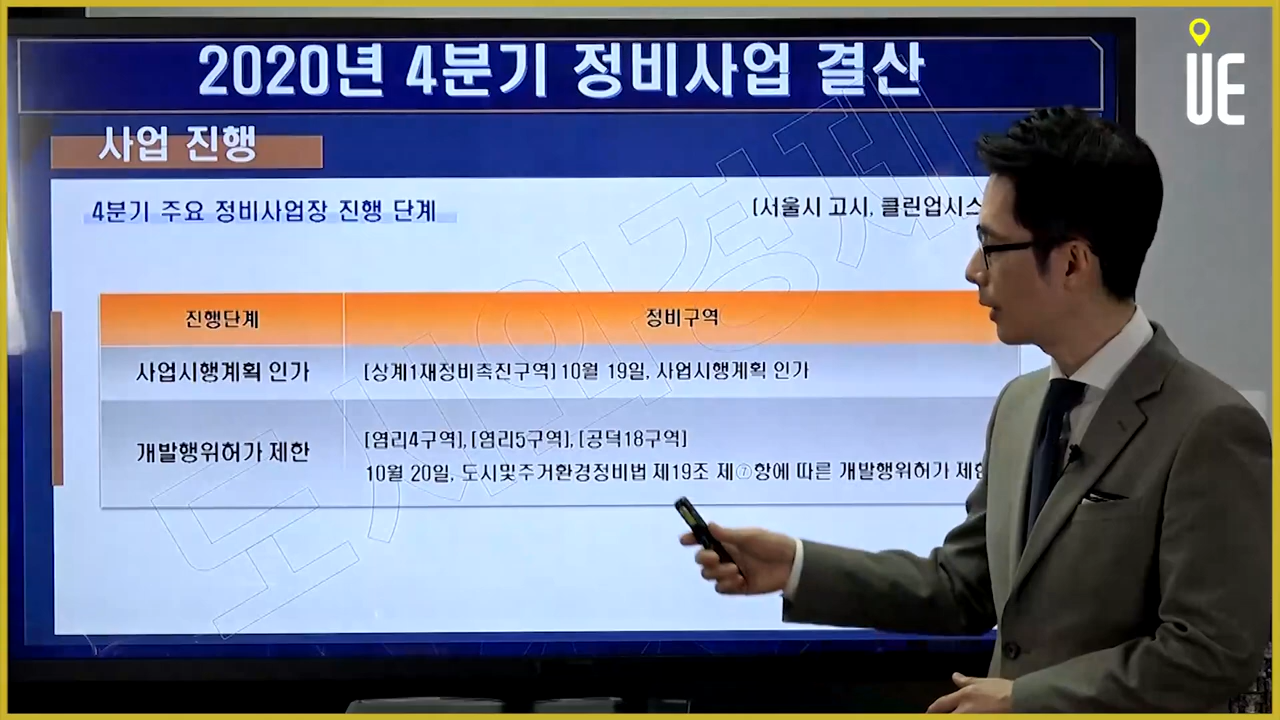 2020년 4분기 정비사업 결산
UE
사업 진행
4분기 주요 정비사업장 진행 단계
(서울시 고시, 클린업시스
진행단계
정비구역
사업시행계획 인가
[상계1재정비촉진구역] 10월 19일, 사업시행계획 인가
개발행위허가 제한
[염리4구역], [염리5구역], [공덕18구역]
10월 20일, 도시및주거환경정비법 제19조 제⑦항에 따른 개발행위허가 제한
도시와경제